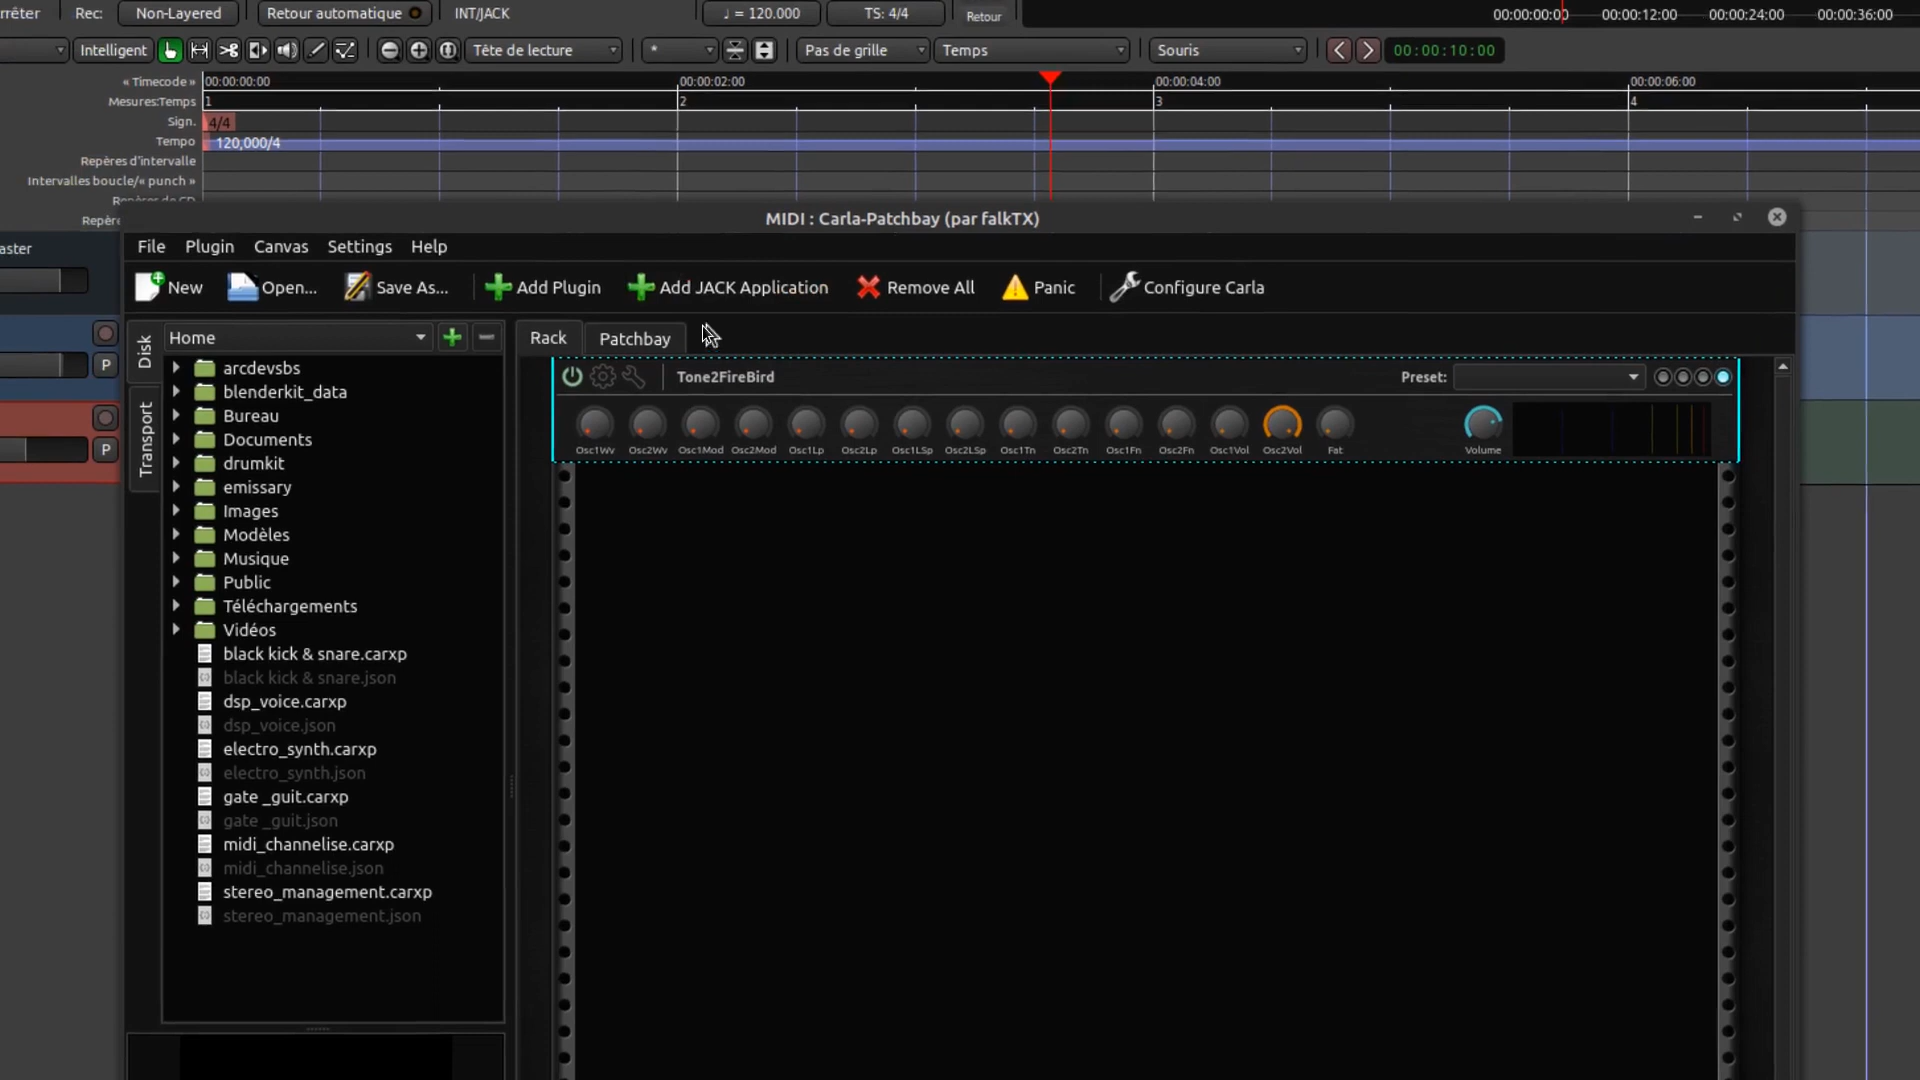 rrêter Rec: Non-Layered Retour automatique INT/JACK ♩ = 120.000 TS: 4/4 Retour 00:00:00:00 00:00:12:00 00:00:24:00 00:00:36:00
Intelligent Tête de lecture * Pas de grille Temps Souris 00:00:10:00
« Timecode » 00:00:00:00 00:00:02:00 00:00:04:00 00:00:06:00
Mesures:Temps 1 2 3 4
Sign. 4/4
Tempo 120,000/4
Repères d'intervalle
Intervalles boucle/« punch »
Repères de CD
Repère
MIDI : Carla-Patchbay (par falkTX)
aster
File Plugin Canvas Settings Help
New Open... Save As... Add Plugin Add JACK Application Remove All Panic Configure Carla
Disk Home Rack Patchbay
P
Transport
P
arcdevsbs
blenderkit_data
Bureau
Documents
drumkit
emissary
Images
Modèles
Musique
Public
Téléchargements
Vidéos
black kick & snare.carxp
black kick & snare.json
dsp_voice.carxp
dsp_voice.json
electro_synth.carxp
electro_synth.json
gate _guit.carxp
gate _guit.json
midi_channelise.carxp
midi_channelise.json
stereo_management.carxp
stereo_management.json
Tone2FireBird Preset:
Osc1Wv Osc2Wv Osc1Mod Osc2Mod Osc1Lp Osc2Lp Osc1LSp Osc2LSp Osc1Tn Osc2Tn Osc1Fn Osc2Fn Osc1Vol Osc2Vol Fat Volume